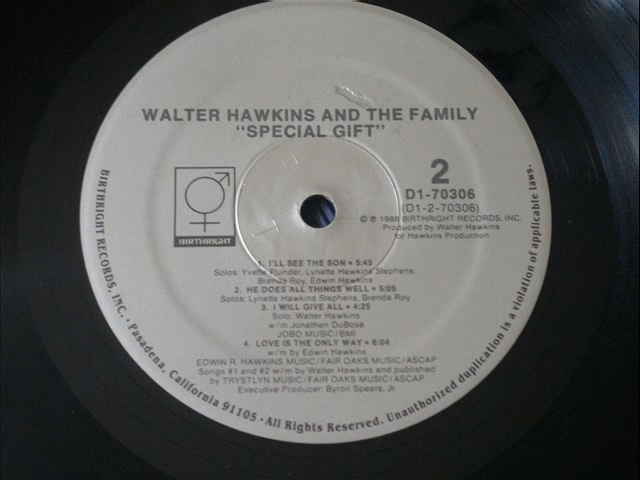 WALTER HAWKINS AND THE FAMILY
"SPECIAL GIFT"
2
D1-70306
(D1-2-70306)
℗ © 1988 BIRTHRIGHT RECORDS, INC.
Produced by Walter Hawkins
for Hawkins Production
BIRTHRIGHT
1. I'LL SEE THE SON • 5:45
Solos: Yvette Flunder, Lynette Hawkins Stephens,
Brenda Roy, Edwin Hawkins
2. HE DOES ALL THINGS WELL • 5:05
Solos: Lynette Hawkins Stephens, Brenda Roy
3. I WILL GIVE ALL • 4:25
Solo: Walter Hawkins
w/m Jonathen DuBose
JOBO MUSIC/BMI
4. LOVE IS THE ONLY WAY • 6:04
w/m by Edwin Hawkins
EDWIN R. HAWKINS MUSIC/FAIR OAKS MUSIC/ASCAP
Songs #1 and #2 w/m by Walter Hawkins and published
by TRYSTLYN MUSIC/FAIR OAKS MUSIC/ASCAP
Executive Producer: Byron Spears, Jr.
BIRTHRIGHT RECORDS, INC. • Pasadena, California 91105 • All Rights Reserved. Unauthorized duplication is a violation of applicable laws.